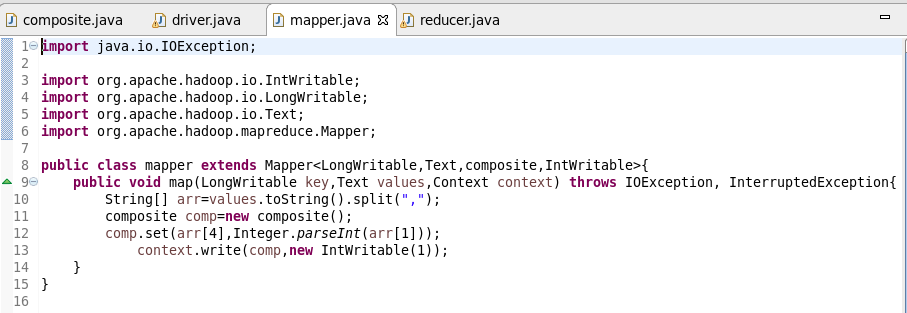 composite.java driver.java mapper.java reducer.java
1 import java.io.IOException;
2
3 import org.apache.hadoop.io.IntWritable;
4 import org.apache.hadoop.io.LongWritable;
5 import org.apache.hadoop.io.Text;
6 import org.apache.hadoop.mapreduce.Mapper;
7
8 public class mapper extends Mapper<LongWritable,Text,composite,IntWritable>{
9 public void map(LongWritable key,Text values,Context context) throws IOException, InterruptedException{
10 String[] arr=values.toString().split(",");
11 composite comp=new composite();
12 comp.set(arr[4],Integer.parseInt(arr[1]));
13 context.write(comp,new IntWritable(1));
14 }
15 }
16